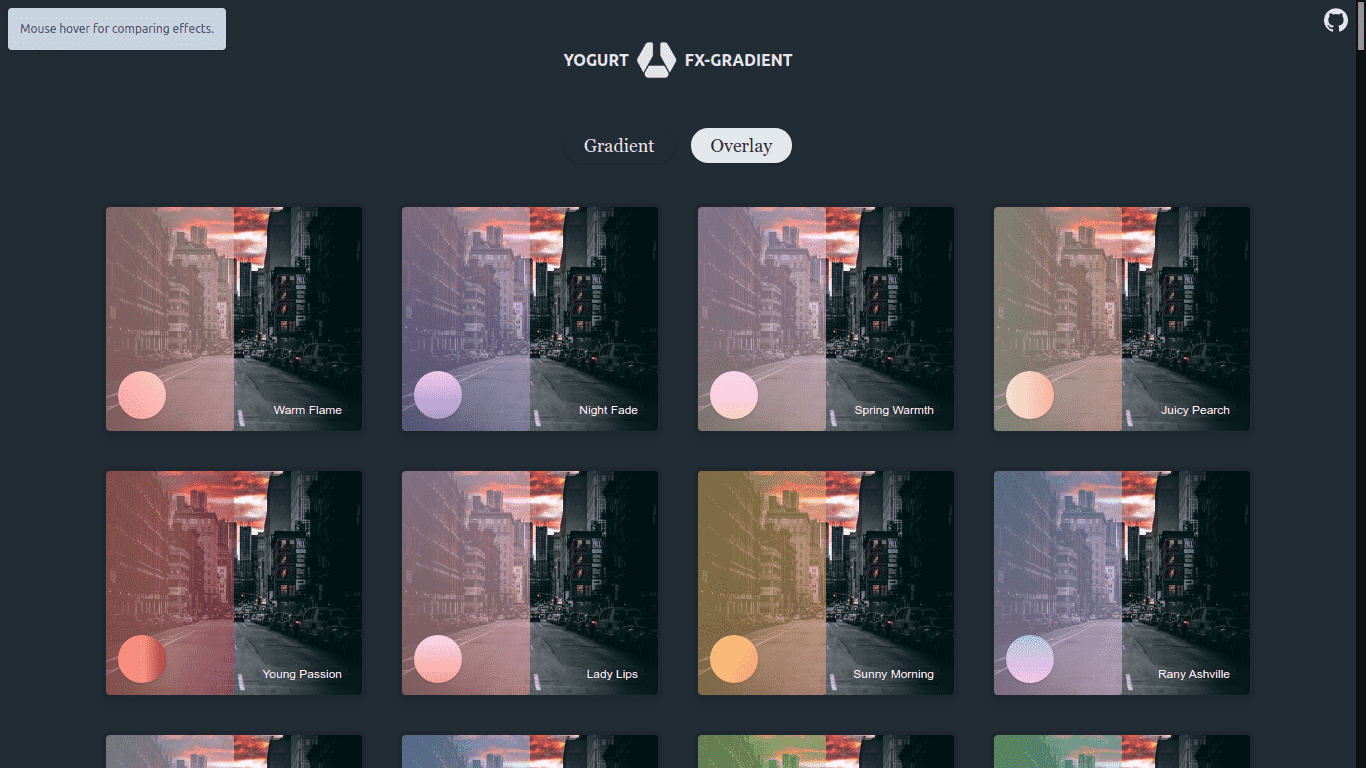 Mouse hover for comparing effects.
YOGURT FX-GRADIENT
Gradient Overlay
Warm Flame
Night Fade
Spring Warmth
Juicy Pearch
Young Passion
Lady Lips
Sunny Morning
Rany Ashville